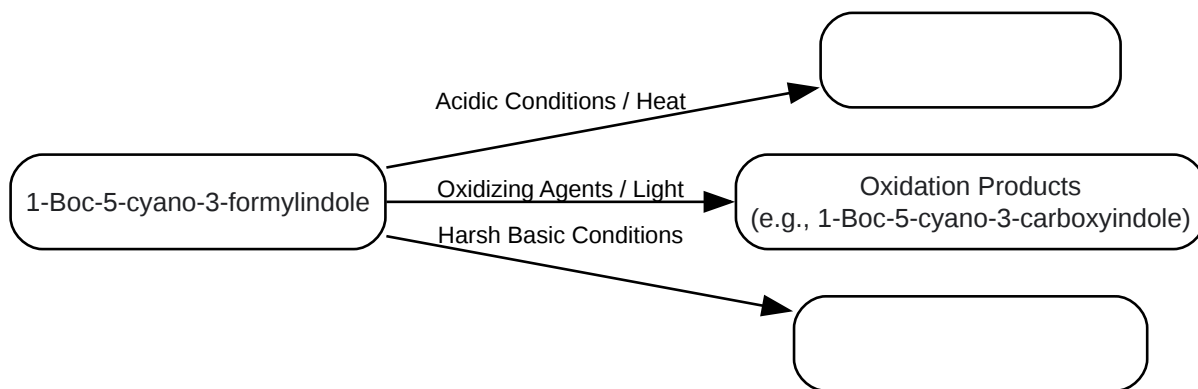 Acidic Conditions / Heat
1-Boc-5-cyano-3-formylindole
Oxidizing Agents / Light
Oxidation Products
(e.g., 1-Boc-5-cyano-3-carboxyindole)
Harsh Basic Conditions